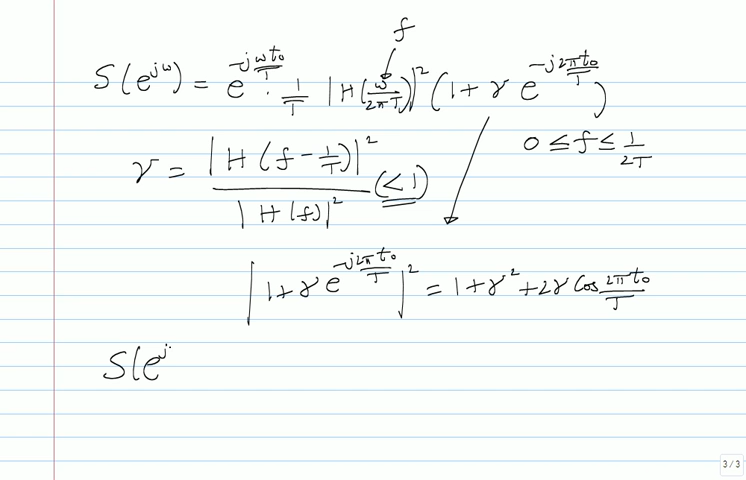 f
S(e^{jω}) = e^{-jωt₀/T} · 1/T |H(ω/2πT)|² (1 + γ e^{-j2πt₀/T})
γ = |H(f - 1/T)|² / |H(f)|² (<1) 0 ≤ f ≤ 1/2T
|1 + γ e^{-j2πt₀/T}|² = 1 + γ² + 2γ Cos 2πt₀/T
S(e^{j
3 / 3